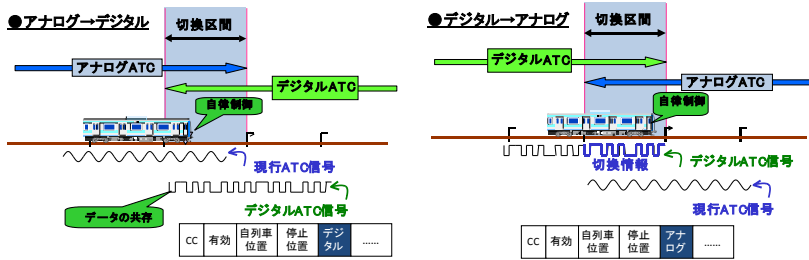 ●アナログ→デジタル
切換区間
アナログATC
デジタルATC
自律制御
現行ATC信号
デジタルATC信号
データの共存
CC 有効 自列車位置 停止位置 デジタル ……
●デジタル→アナログ
切換区間
デジタルATC
アナログATC
自律制御
切換情報
デジタルATC信号
現行ATC信号
CC 有効 自列車位置 停止位置 アナログ ……